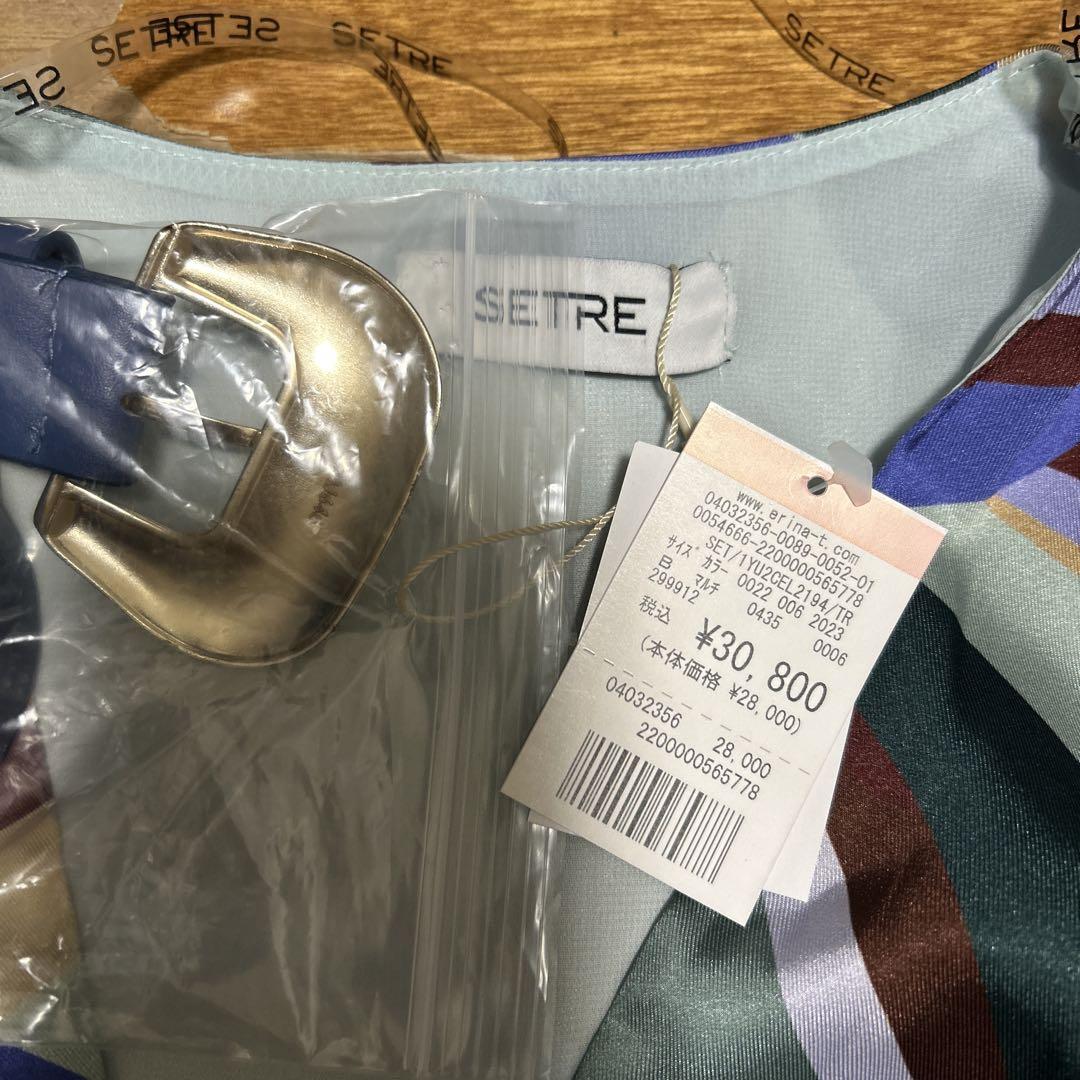 SETRE SETRE SETRE SETRE
SETRE
SETRE
www.erina-t.com
04032356-0089-0052-01
0054666-2200000565778
SET/1YU2CEL2194/TR
サイズ カラー 0022 006 2023
B マルチ 0435 0006
299912
税込 ¥30,800
(本体価格 ¥28,000)
04032356 28,000
2200000565778